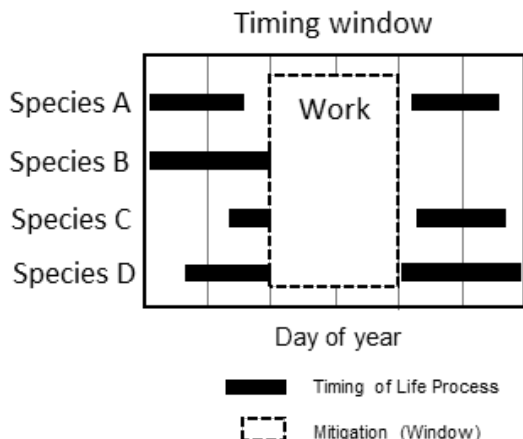 Timing window
Species A
Work
Species B
Species C
Species D
Day of year
Timing of Life Process
Mitigation (Window)